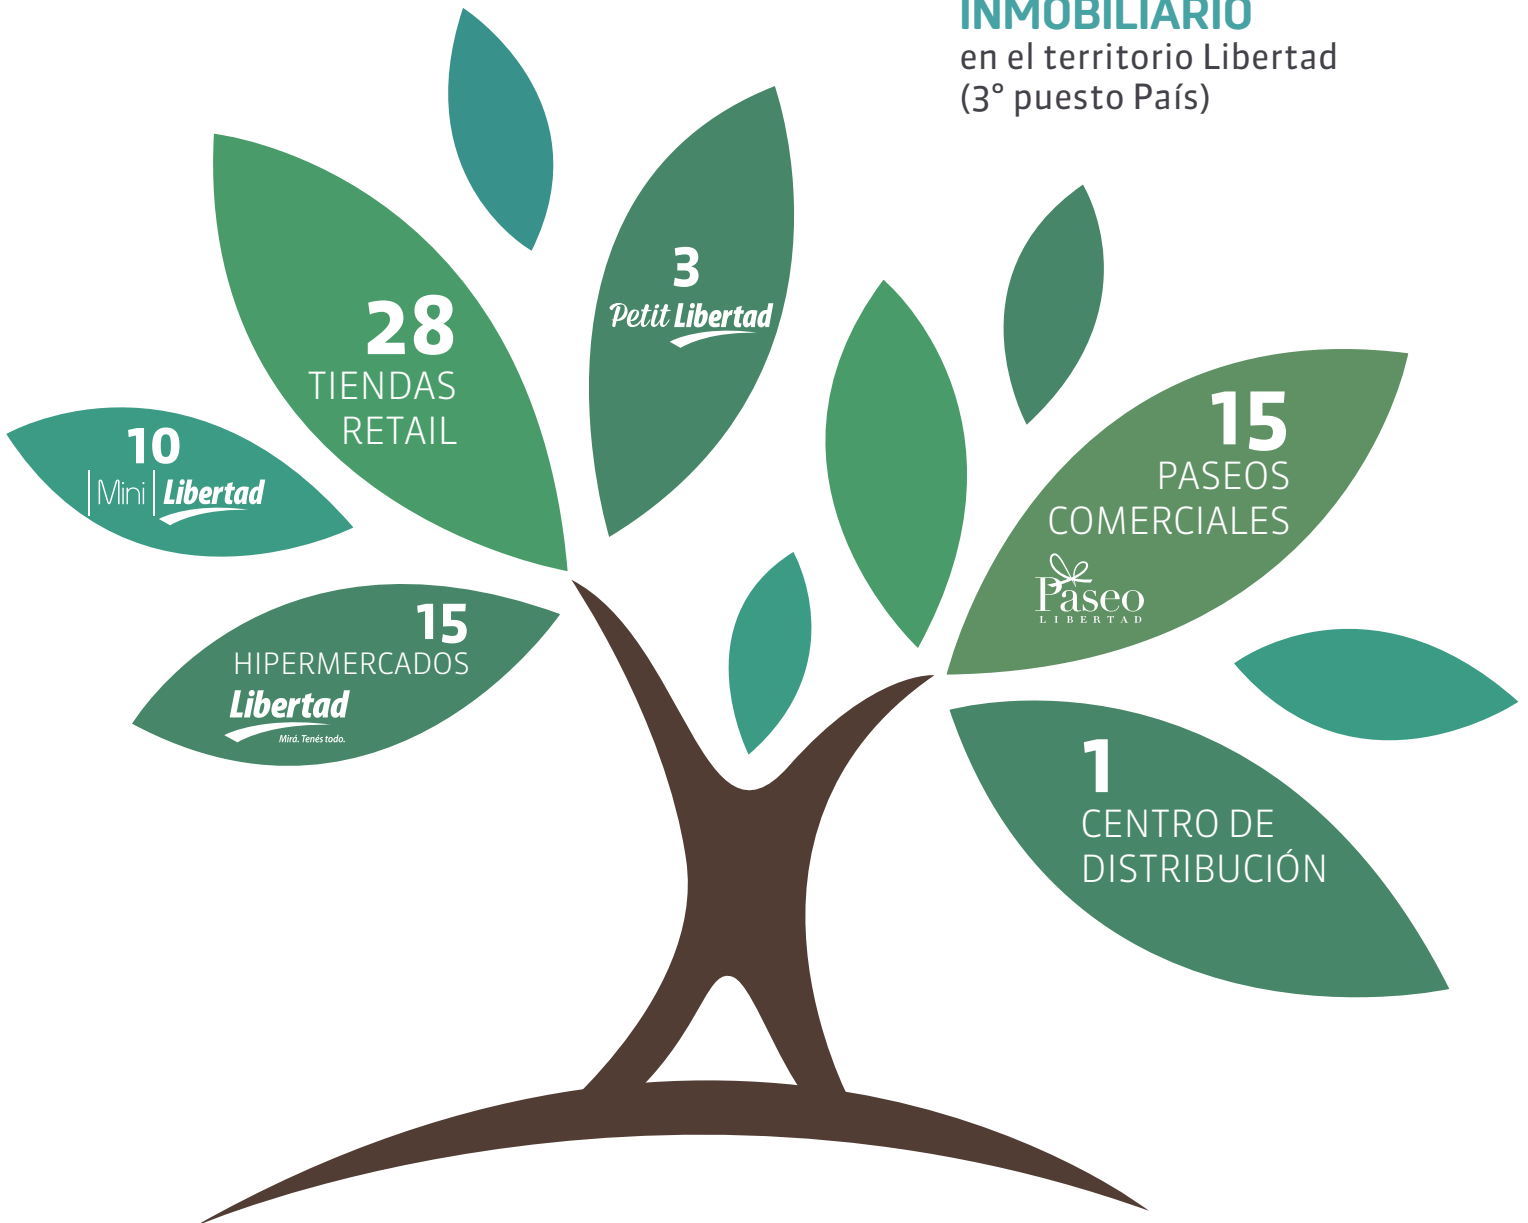 INMOBILIARIO
en el territorio Libertad
(3° puesto País)
3
Petit Libertad
28
TIENDAS
RETAIL
10
Mini Libertad
15
HIPERMERCADOS
Libertad
Mirá. Tenés todo.
15
PASEOS
COMERCIALES
Paseo
LIBERTAD
1
CENTRO DE
DISTRIBUCIÓN